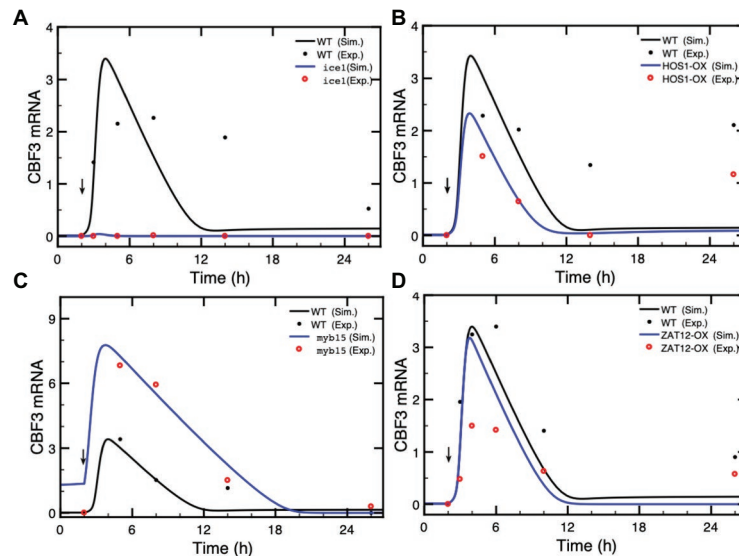 A
WT (Sim.)
WT (Exp.)
ice1(Sim.)
ice1(Exp.)
CBF3 mRNA
4
3
2
1
0
0 6 12 18 24
Time (h)
B
WT (Sim.)
WT (Exp.)
HOS1-OX (Sim.)
HOS1-OX (Exp.)
CBF3 mRNA
4
3
2
1
0
0 6 12 18 24
Time (h)
C
WT (Sim.)
WT (Exp.)
myb15 (Sim.)
myb15 (Exp.)
CBF3 mRNA
9
6
3
0
0 6 12 18 24
Time (h)
D
WT (Sim.)
WT (Exp.)
ZAT12-OX (Sim.)
ZAT12-OX (Exp.)
CBF3 mRNA
4
3
2
1
0
0 6 12 18 24
Time (h)